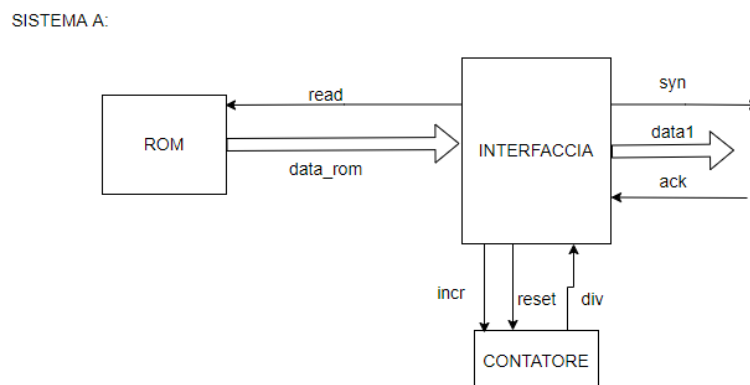 SISTEMA A:
read
syn
ROM
INTERFACCIA
data1
data_rom
ack
incr
reset
div
CONTATORE